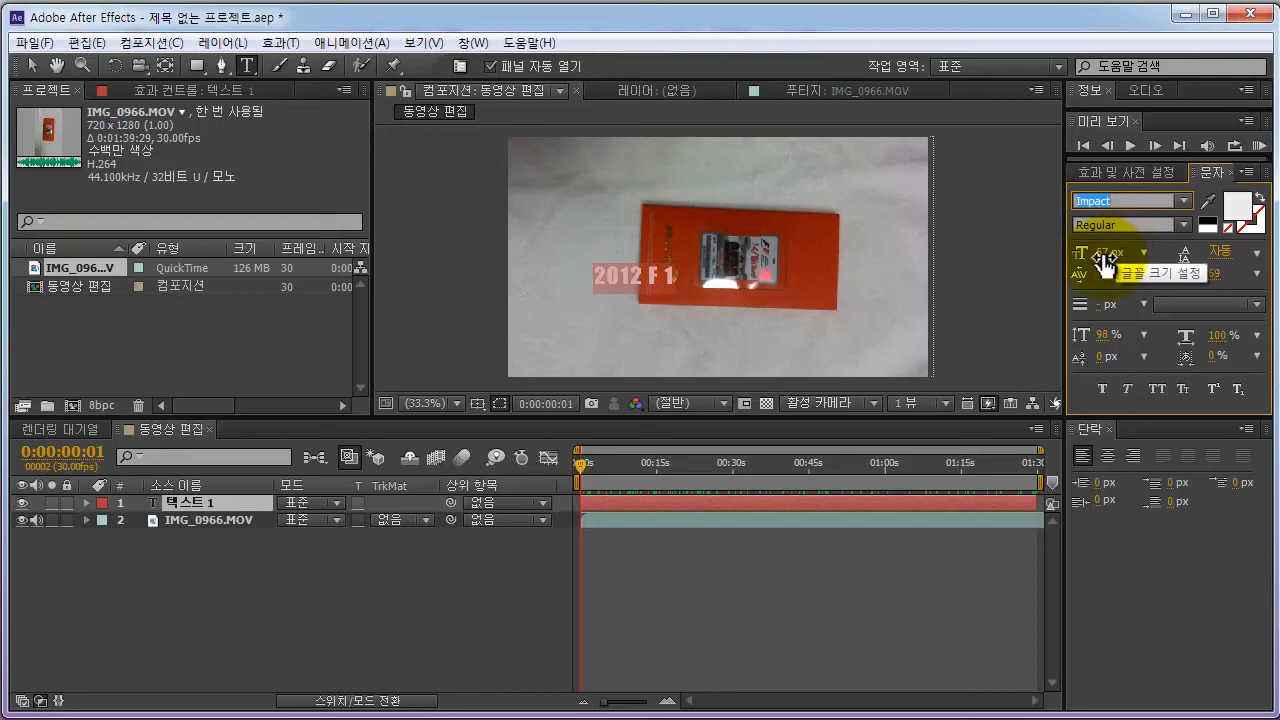 Adobe After Effects - 제목 없는 프로젝트.aep *
파일(F) 편집(E) 컴포지션(C) 레이어(L) 효과(T) 애니메이션(A) 보기(V) 창(W) 도움말(H)
패널 자동 열기 작업 영역: 표준 도움말 검색
프로젝트 효과 컨트롤: 텍스트 1 컴포지션: 동영상 편집 레이어: (없음) 푸티지: IMG_0966.MOV 정보 오디오
IMG_0966.MOV ▼, 한 번 사용됨
720 x 1280 (1.00)
Δ 0:01:39:29, 30.00fps
수백만 색상
H.264
44.100kHz / 32비트 U / 모노
동영상 편집
미리 보기
효과 및 사전 설정 문자
Impact
Regular
67 px 자동
글꼴 크기 설정 69
- px
98 % 100 %
0 px 0 %
T T TT Tт T¹ T₁
이름 유형 크기 프레임.. 시작 지
IMG_096...V QuickTime 126 MB 30
동영상 편집 컴포지션 30
2012 F 1
8bpc (33.3%) 0:00:00:01 (절반) 활성 카메라 1 뷰
렌더링 대기열 동영상 편집 단락
0:00:00:01
00002 (30.00fps)
00:15s 00:30s 00:45s 01:00s 01:15s 01:30
# 소스 이름 모드 T TrkMat 상위 항목
1 T 텍스트 1 표준 없음
2 IMG_0966.MOV 표준 없음 없음
0 px 0 px 0 px
0 px 0 px
스위치/모드 전환